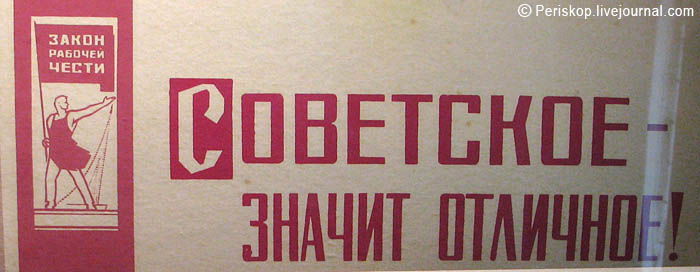 © Periskop.livejournal.com
ЗАКОН
РАБОЧЕЙ
ЧЕСТИ
СОВЕТСКОЕ -
ЗНАЧИТ ОТЛИЧНОЕ!